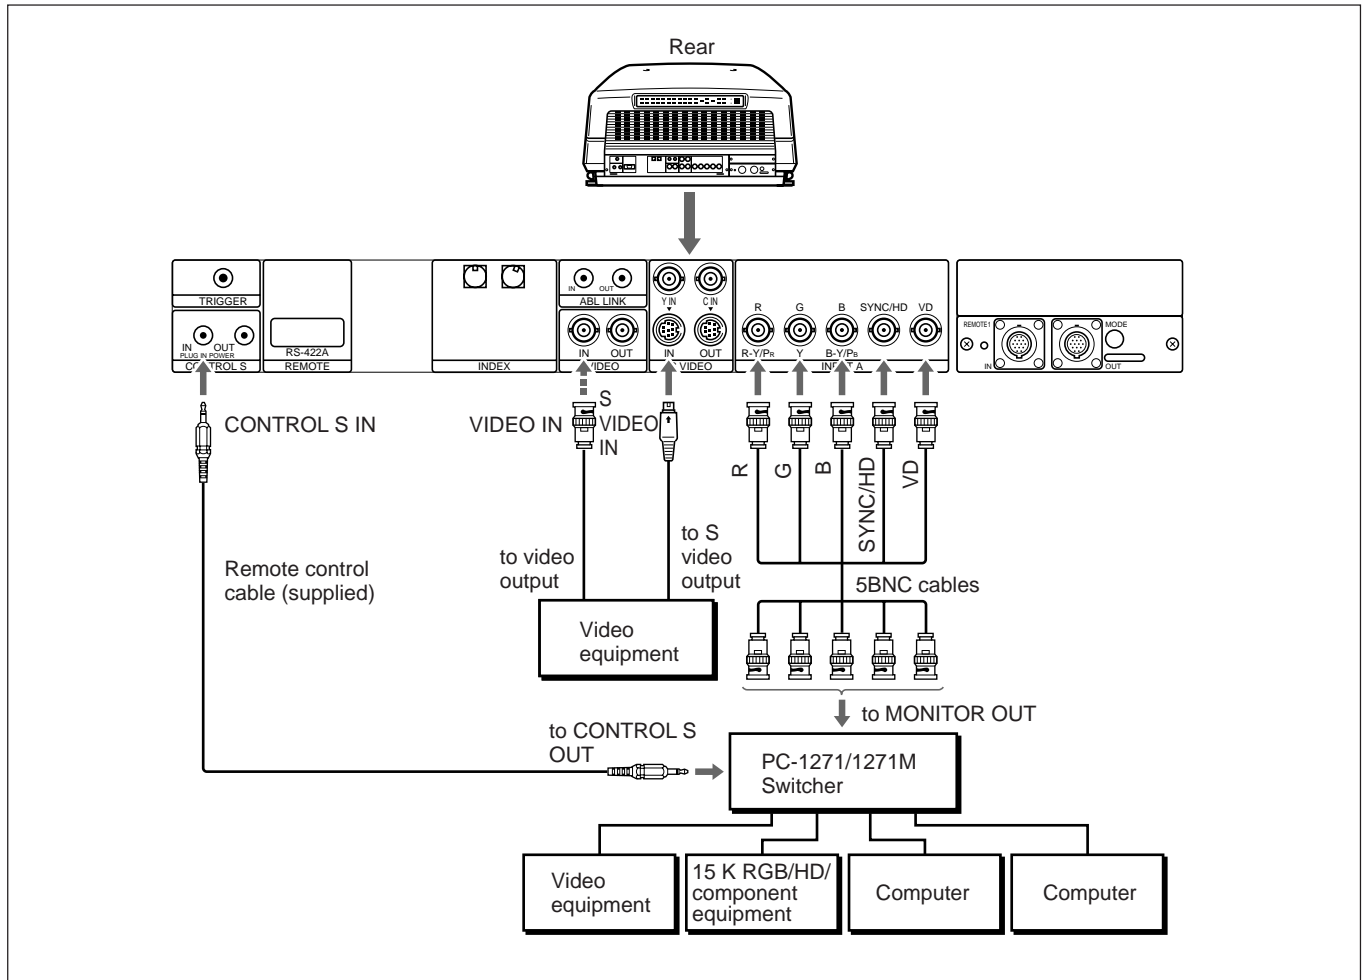 Rear
TRIGGER
IN OUT
PLUG IN POWER
CONTROL S
RS-422A
REMOTE
INDEX
IN OUT
ABL LINK
IN OUT
VIDEO
Y IN C IN
IN OUT
VIDEO
R G B SYNC/HD VD
R-Y/PR Y B-Y/PB
INPUT A
REMOTE1
IN
MODE
OUT
CONTROL S IN
VIDEO IN
S
VIDEO
IN
R
G
B
SYNC/HD
VD
Remote control
cable (supplied)
to video
output
to S
video
output
5BNC cables
Video
equipment
to MONITOR OUT
to CONTROL S
OUT
PC-1271/1271M
Switcher
Video
equipment
15 K RGB/HD/
component
equipment
Computer
Computer